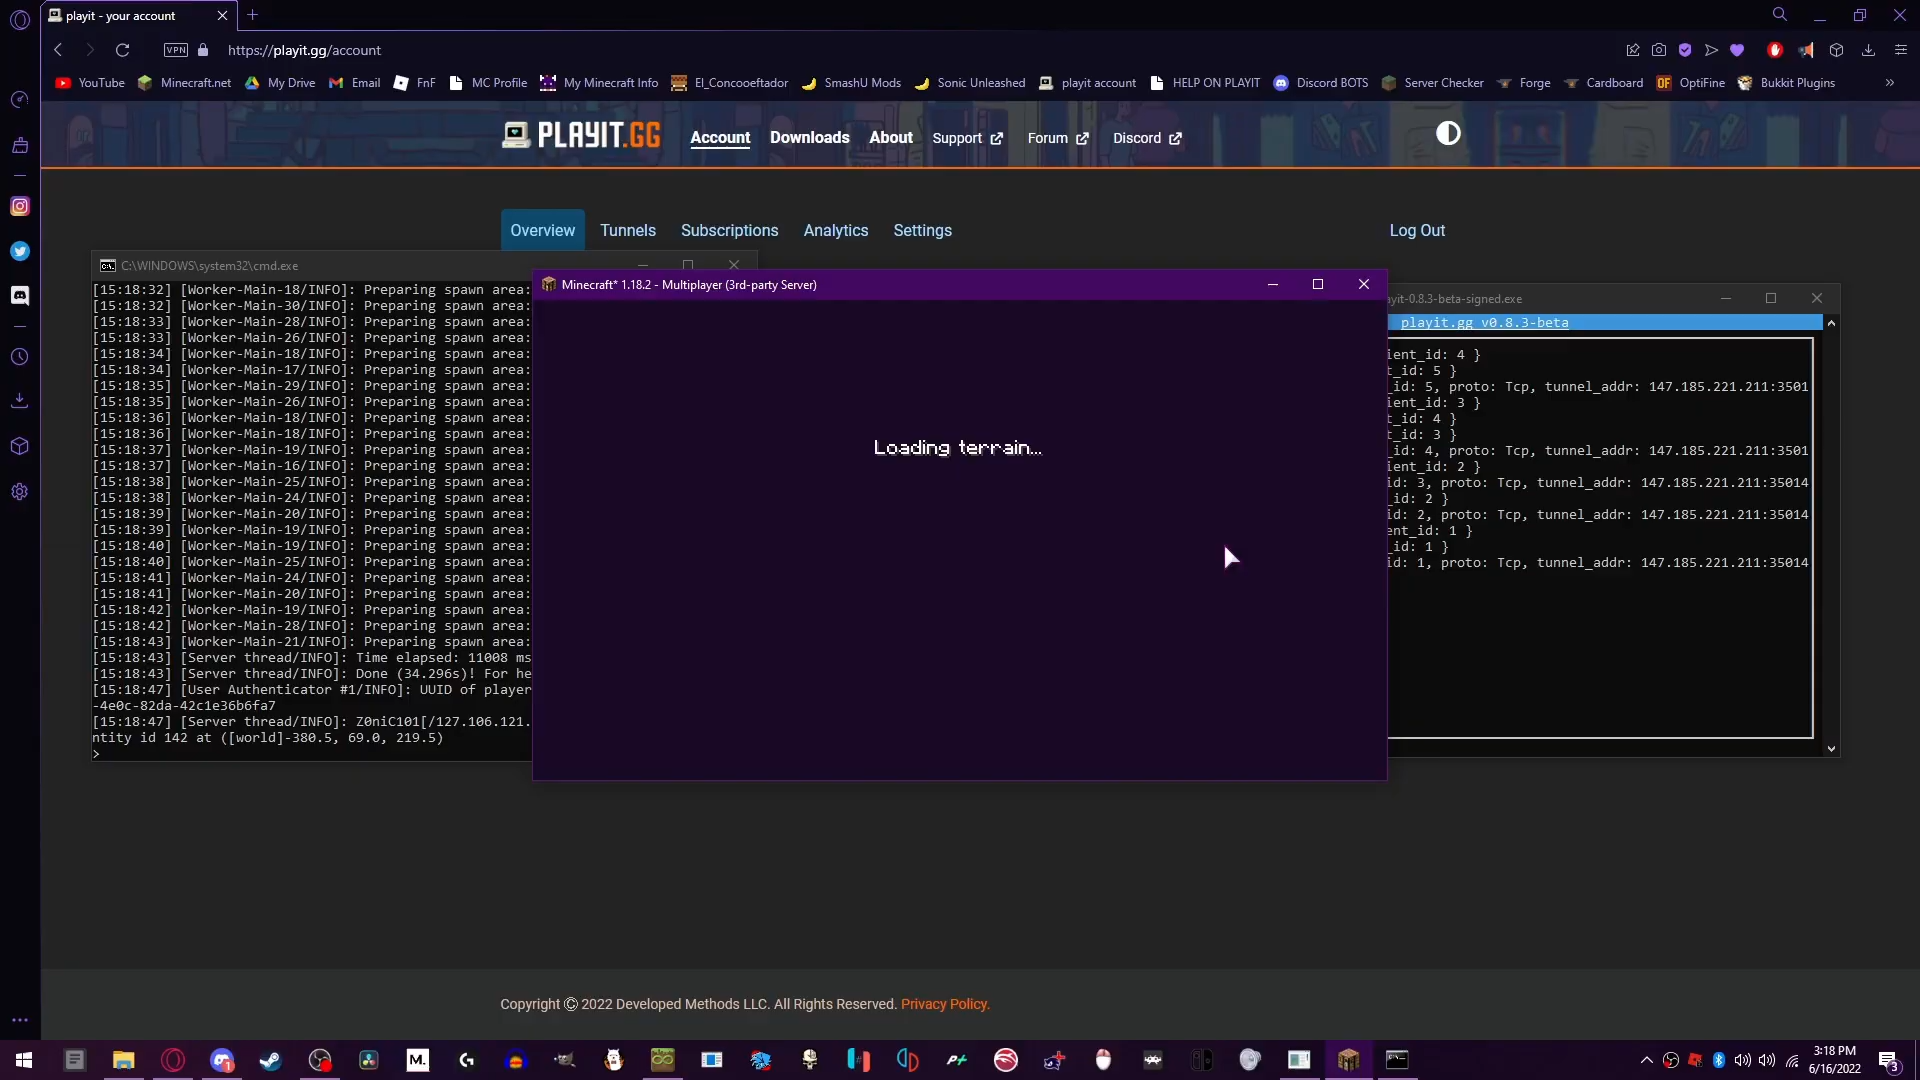 playit - your account
VPN
https://playit.gg/account
YouTube
Minecraft.net
My Drive
Email
FnF
MC Profile
My Minecraft Info
El_Concooeftador
SmashU Mods
Sonic Unleashed
playit account
HELP ON PLAYIT
Discord BOTS
Server Checker
Forge
Cardboard
OF
OptiFine
Bukkit Plugins
»
PLAYIT.GG
Account
Downloads
About
Support
Forum
Discord
Overview
Tunnels
Subscriptions
Analytics
Settings
Log Out
C:\WINDOWS\system32\cmd.exe
[15:18:32] [Worker-Main-18/INFO]: Preparing spawn area:
[15:18:32] [Worker-Main-30/INFO]: Preparing spawn area:
[15:18:33] [Worker-Main-28/INFO]: Preparing spawn area:
[15:18:33] [Worker-Main-26/INFO]: Preparing spawn area:
[15:18:34] [Worker-Main-18/INFO]: Preparing spawn area:
[15:18:34] [Worker-Main-17/INFO]: Preparing spawn area:
[15:18:35] [Worker-Main-29/INFO]: Preparing spawn area:
[15:18:35] [Worker-Main-26/INFO]: Preparing spawn area:
[15:18:36] [Worker-Main-18/INFO]: Preparing spawn area:
[15:18:36] [Worker-Main-18/INFO]: Preparing spawn area:
[15:18:37] [Worker-Main-19/INFO]: Preparing spawn area:
[15:18:37] [Worker-Main-16/INFO]: Preparing spawn area:
[15:18:38] [Worker-Main-25/INFO]: Preparing spawn area:
[15:18:38] [Worker-Main-24/INFO]: Preparing spawn area:
[15:18:39] [Worker-Main-20/INFO]: Preparing spawn area:
[15:18:39] [Worker-Main-19/INFO]: Preparing spawn area:
[15:18:40] [Worker-Main-19/INFO]: Preparing spawn area:
[15:18:40] [Worker-Main-25/INFO]: Preparing spawn area:
[15:18:41] [Worker-Main-24/INFO]: Preparing spawn area:
[15:18:41] [Worker-Main-20/INFO]: Preparing spawn area:
[15:18:42] [Worker-Main-19/INFO]: Preparing spawn area:
[15:18:42] [Worker-Main-28/INFO]: Preparing spawn area:
[15:18:43] [Worker-Main-21/INFO]: Preparing spawn area:
[15:18:43] [Server thread/INFO]: Time elapsed: 11008 ms
[15:18:43] [Server thread/INFO]: Done (34.296s)! For he
[15:18:47] [User Authenticator #1/INFO]: UUID of player
-4e0c-82da-42c1e36b6fa7
[15:18:47] [Server thread/INFO]: Z0niC101[/127.106.121.
ntity id 142 at ([world]-380.5, 69.0, 219.5)
>
Minecraft* 1.18.2 - Multiplayer (3rd-party Server)
Loading terrain...
ayit-0.8.3-beta-signed.exe
playit.gg v0.8.3-beta
ient_id: 4 }
t_id: 5 }
_id: 5, proto: Tcp, tunnel_addr: 147.185.221.211:3501
ient_id: 3 }
t_id: 4 }
t_id: 3 }
_id: 4, proto: Tcp, tunnel_addr: 147.185.221.211:3501
ient_id: 2 }
id: 3, proto: Tcp, tunnel_addr: 147.185.221.211:35014
_id: 2 }
id: 2, proto: Tcp, tunnel_addr: 147.185.221.211:35014
ent_id: 1 }
_id: 1 }
id: 1, proto: Tcp, tunnel_addr: 147.185.221.211:35014
Copyright © 2022 Developed Methods LLC. All Rights Reserved. Privacy Policy.
1
M.
3:18 PM
6/16/2022
3